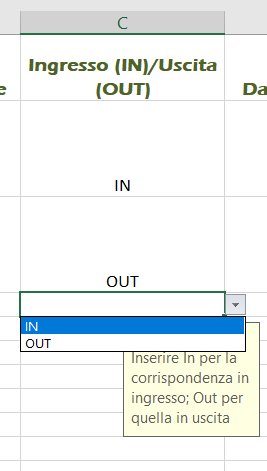 C
Ingresso (IN)/Uscita
(OUT)
e
Da
IN
OUT
IN
OUT
Inserire In per la
corrispondenza in
ingresso; Out per
quella in uscita